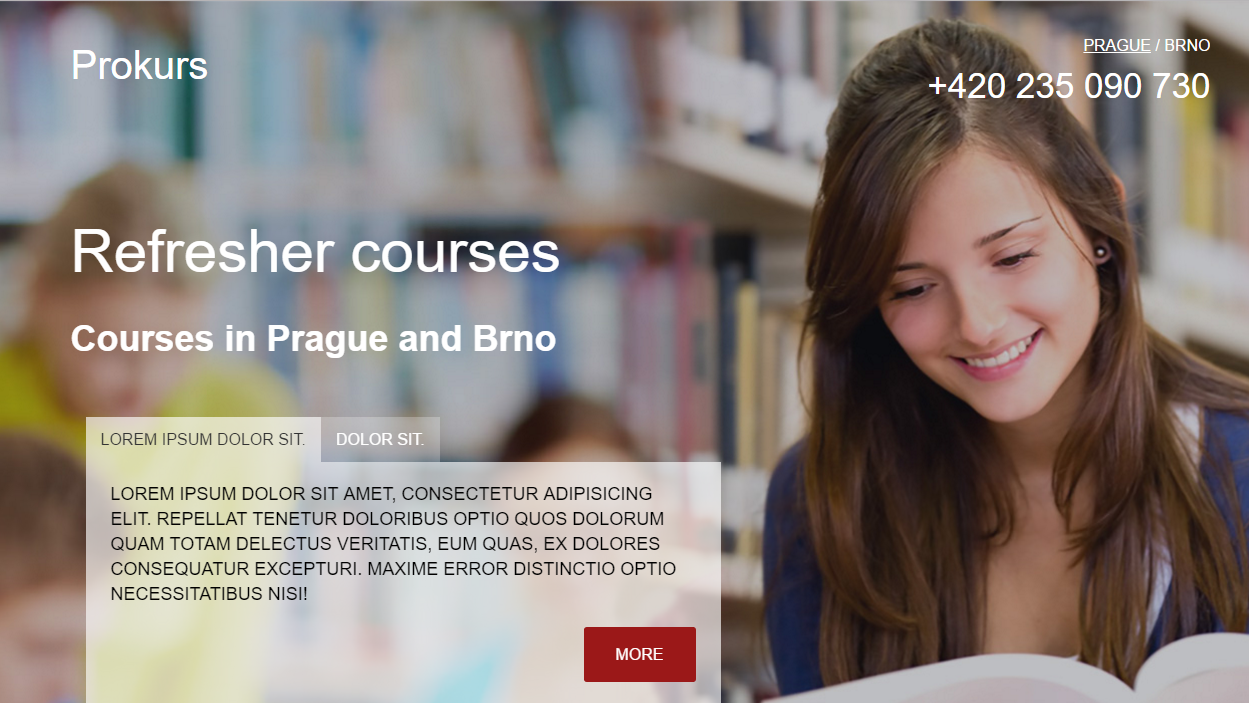 Prokurs
PRAGUE / BRNO
+420 235 090 730
Refresher courses
Courses in Prague and Brno
LOREM IPSUM DOLOR SIT.
DOLOR SIT.
LOREM IPSUM DOLOR SIT AMET, CONSECTETUR ADIPISICING
ELIT. REPELLAT TENETUR DOLORIBUS OPTIO QUOS DOLORUM
QUAM TOTAM DELECTUS VERITATIS, EUM QUAS, EX DOLORES
CONSEQUATUR EXCEPTURI. MAXIME ERROR DISTINCTIO OPTIO
NECESSITATIBUS NISI!
MORE